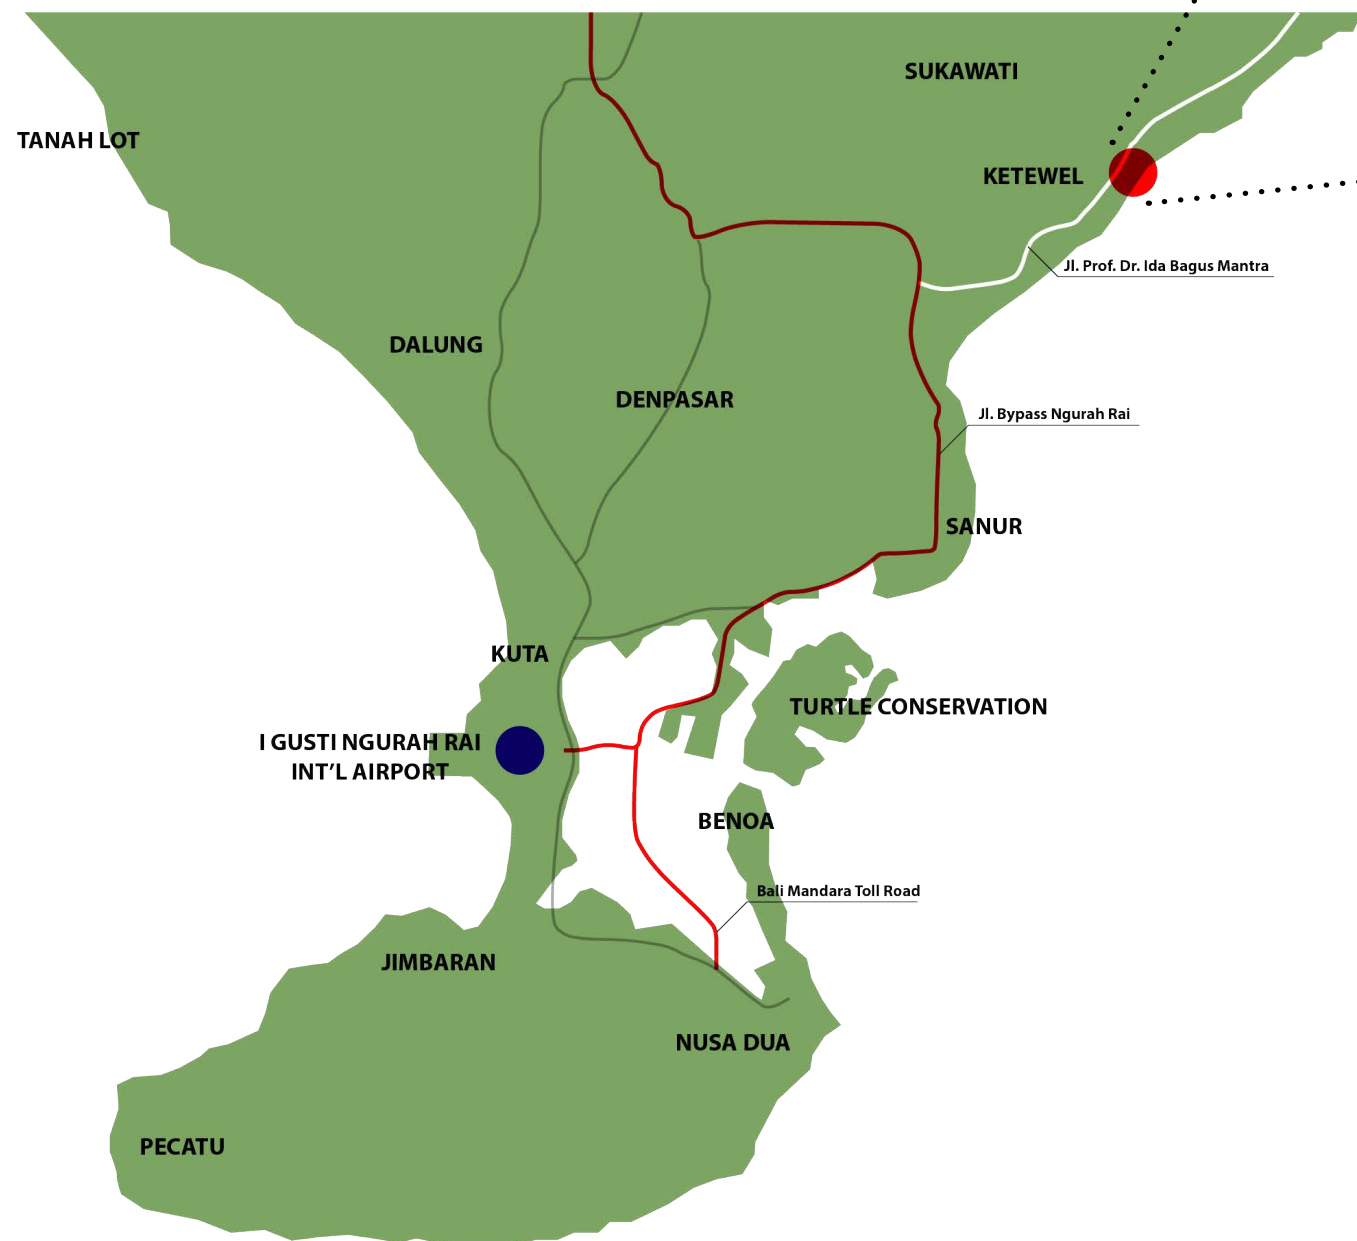 SUKAWATI
TANAH LOT
KETEWEL
Jl. Prof. Dr. Ida Bagus Mantra
DALUNG
DENPASAR
Jl. Bypass Ngurah Rai
SANUR
KUTA
TURTLE CONSERVATION
I GUSTI NGURAH RAI
INT'L AIRPORT
BENOA
Bali Mandara Toll Road
JIMBARAN
NUSA DUA
PECATU